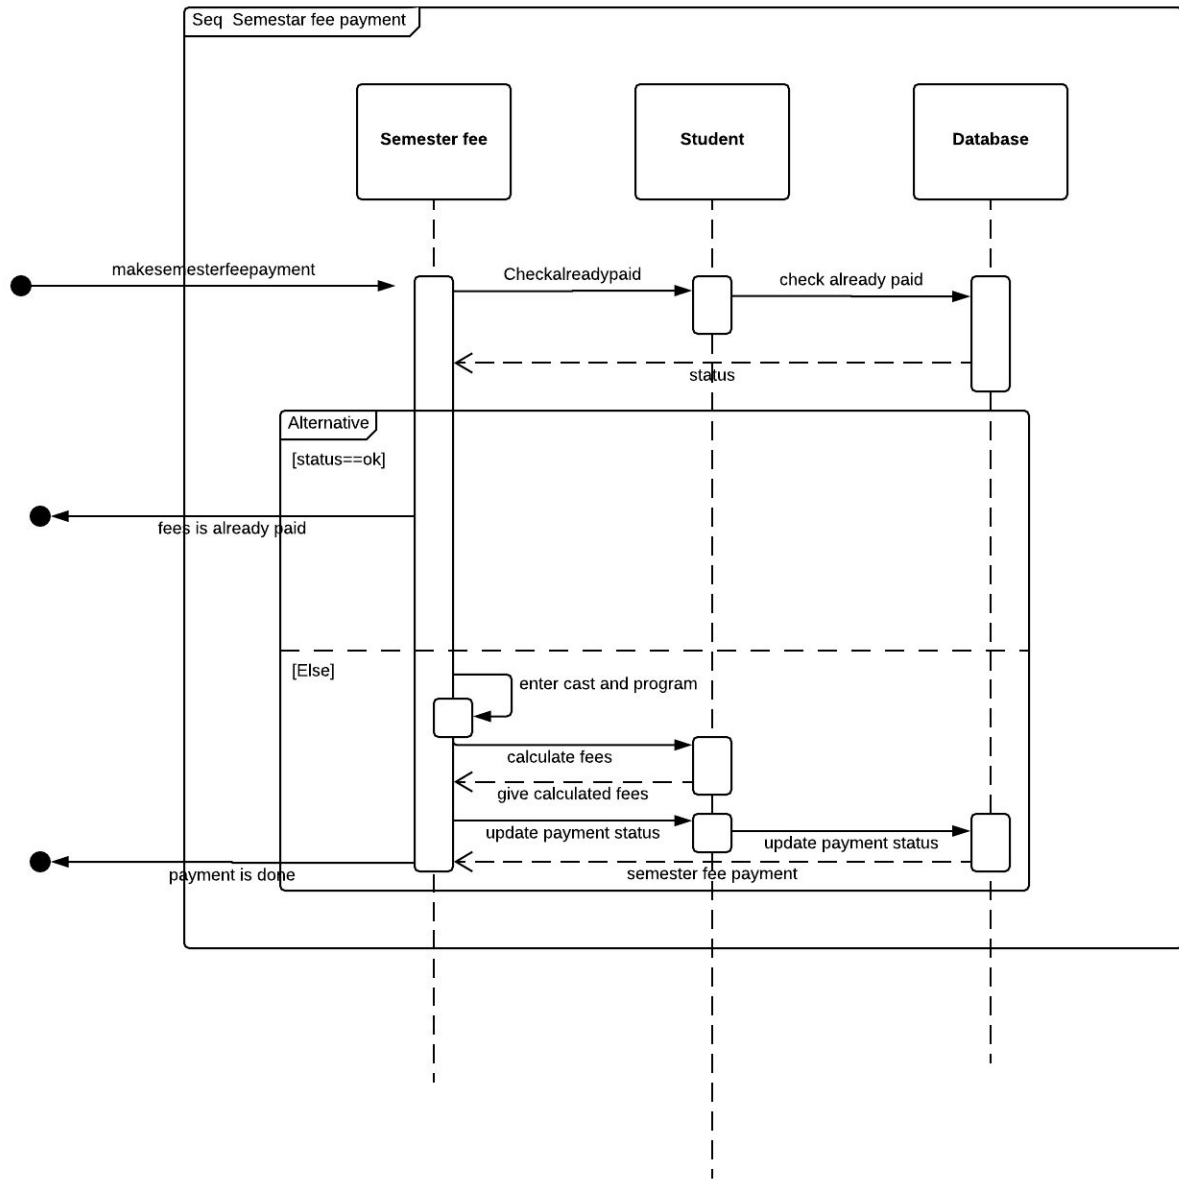 Seq  Semestar fee payment
Semester fee
Student
Database
makesemesterfeepayment
Checkalreadypaid
check already paid
status
Alternative
[status==ok]
fees is already paid
[Else]
enter cast and program
calculate fees
give calculated fees
update payment status
update payment status
semester fee payment
payment is done